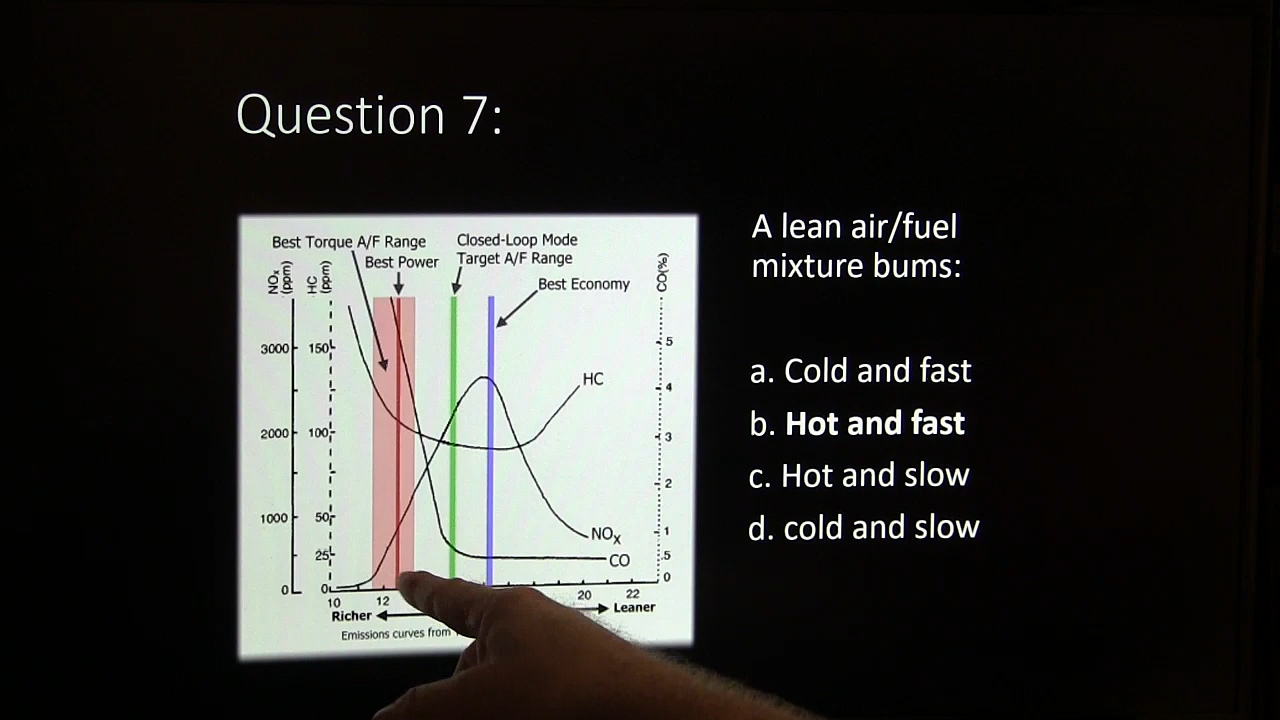 Question 7:
Best Torque A/F Range
Best Power
Closed-Loop Mode
Target A/F Range
Best Economy
NOx
(ppm)
HC
(ppm)
CO(%)
3000
2000
1000
0
150
100
50
25
0
5
4
3
2
1
.5
0
HC
NOx
CO
10
12
20
22
Richer
Leaner
Emissions curves from
A lean air/fuel
mixture bums:
a. Cold and fast
b. Hot and fast
c. Hot and slow
d. cold and slow